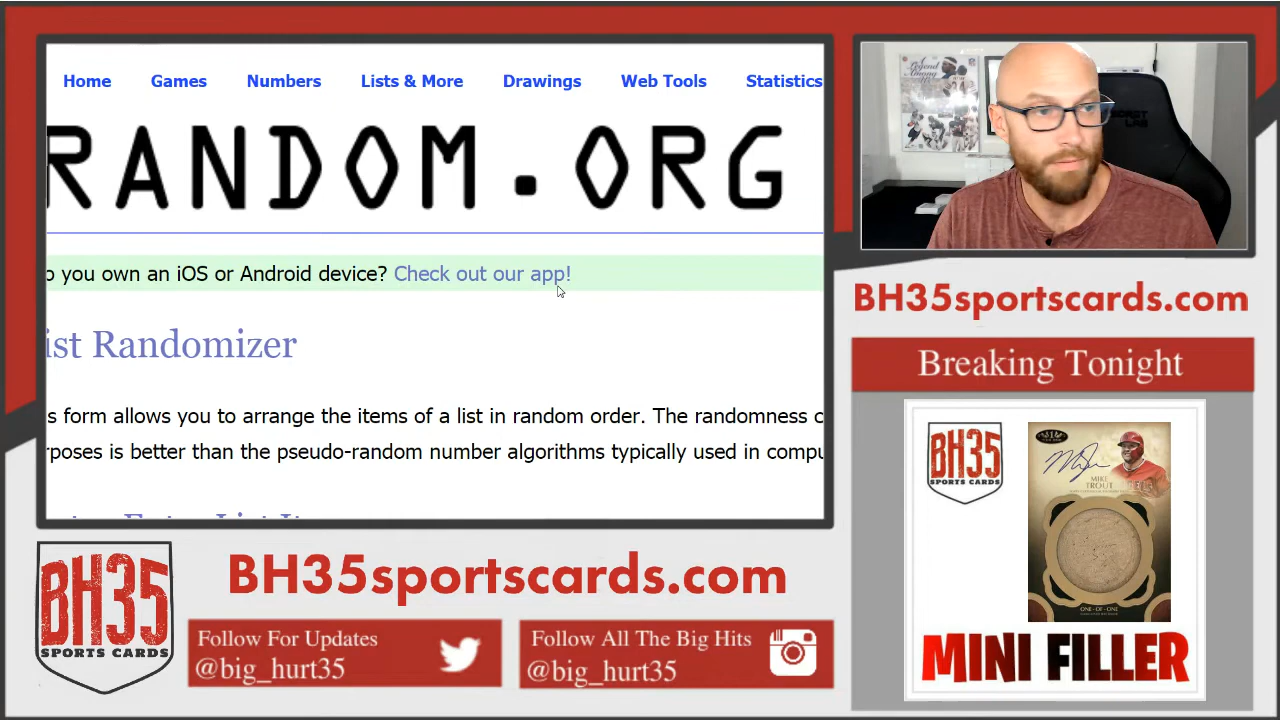 Home Games Numbers Lists & More Drawings Web Tools Statistics
RANDOM.ORG
o you own an iOS or Android device? Check out our app!
ist Randomizer
s form allows you to arrange the items of a list in random order. The randomness c
rposes is better than the pseudo-random number algorithms typically used in compu
BH35sportscards.com
Breaking Tonight
BH35
SPORTS CARDS
MIKE
TROUT
ONE-OF-ONE
MINI FILLER
BH35
SPORTS CARDS
BH35sportscards.com
Follow For Updates
@big_hurt35
Follow All The Big Hits
@big_hurt35